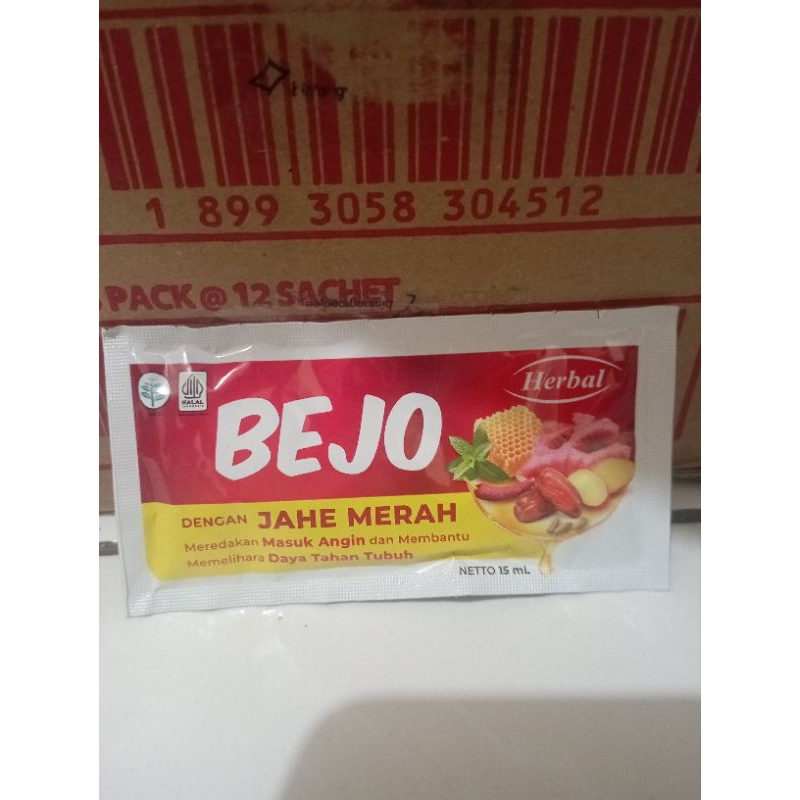 1 899 3058 304512
PACK @ 12 SACHET
HALAL
Herbal
BEJO
DENGAN JAHE MERAH
Meredakan Masuk Angin dan Membantu
Memelihara Daya Tahan Tubuh
NETTO 15 mL